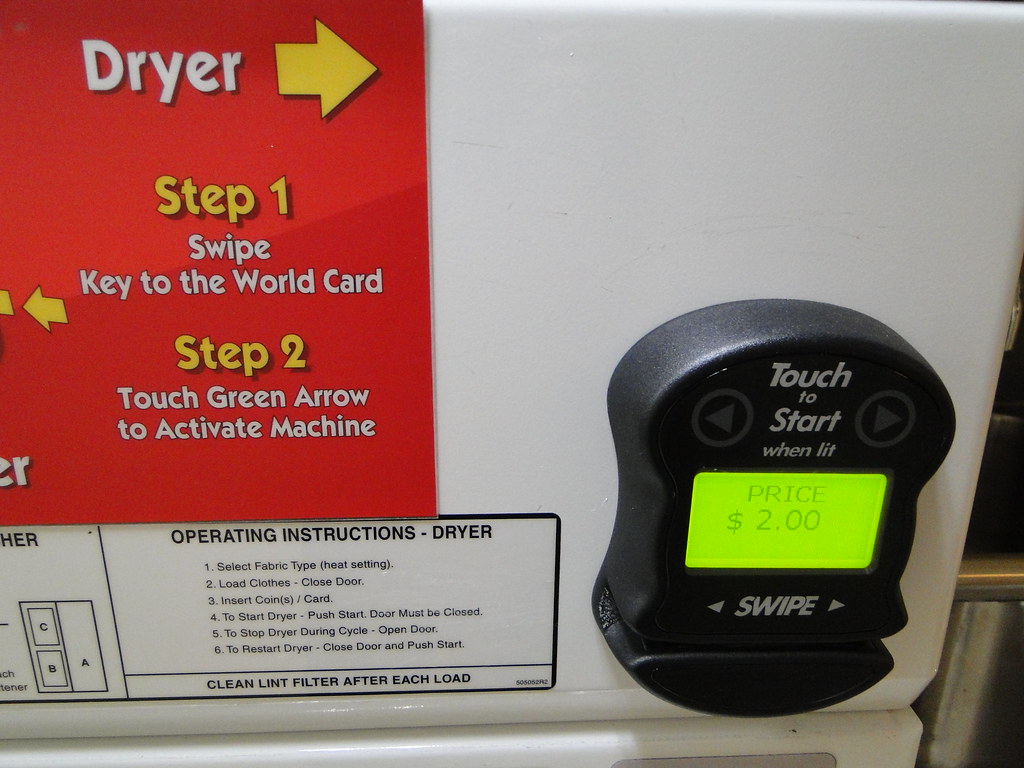 Dryer
Step 1
Swipe
Key to the World Card
Step 2
Touch Green Arrow
to Activate Machine
er
HER
OPERATING INSTRUCTIONS - DRYER
1. Select Fabric Type (heat setting).
2. Load Clothes - Close Door.
3. Insert Coin(s) / Card.
4. To Start Dryer - Push Start. Door Must be Closed.
5. To Stop Dryer During Cycle - Open Door.
6. To Restart Dryer - Close Door and Push Start.
CLEAN LINT FILTER AFTER EACH LOAD
505052R2
C
B
A
ach
tener
Touch
to
Start
when lit
PRICE
$ 2.00
SWIPE